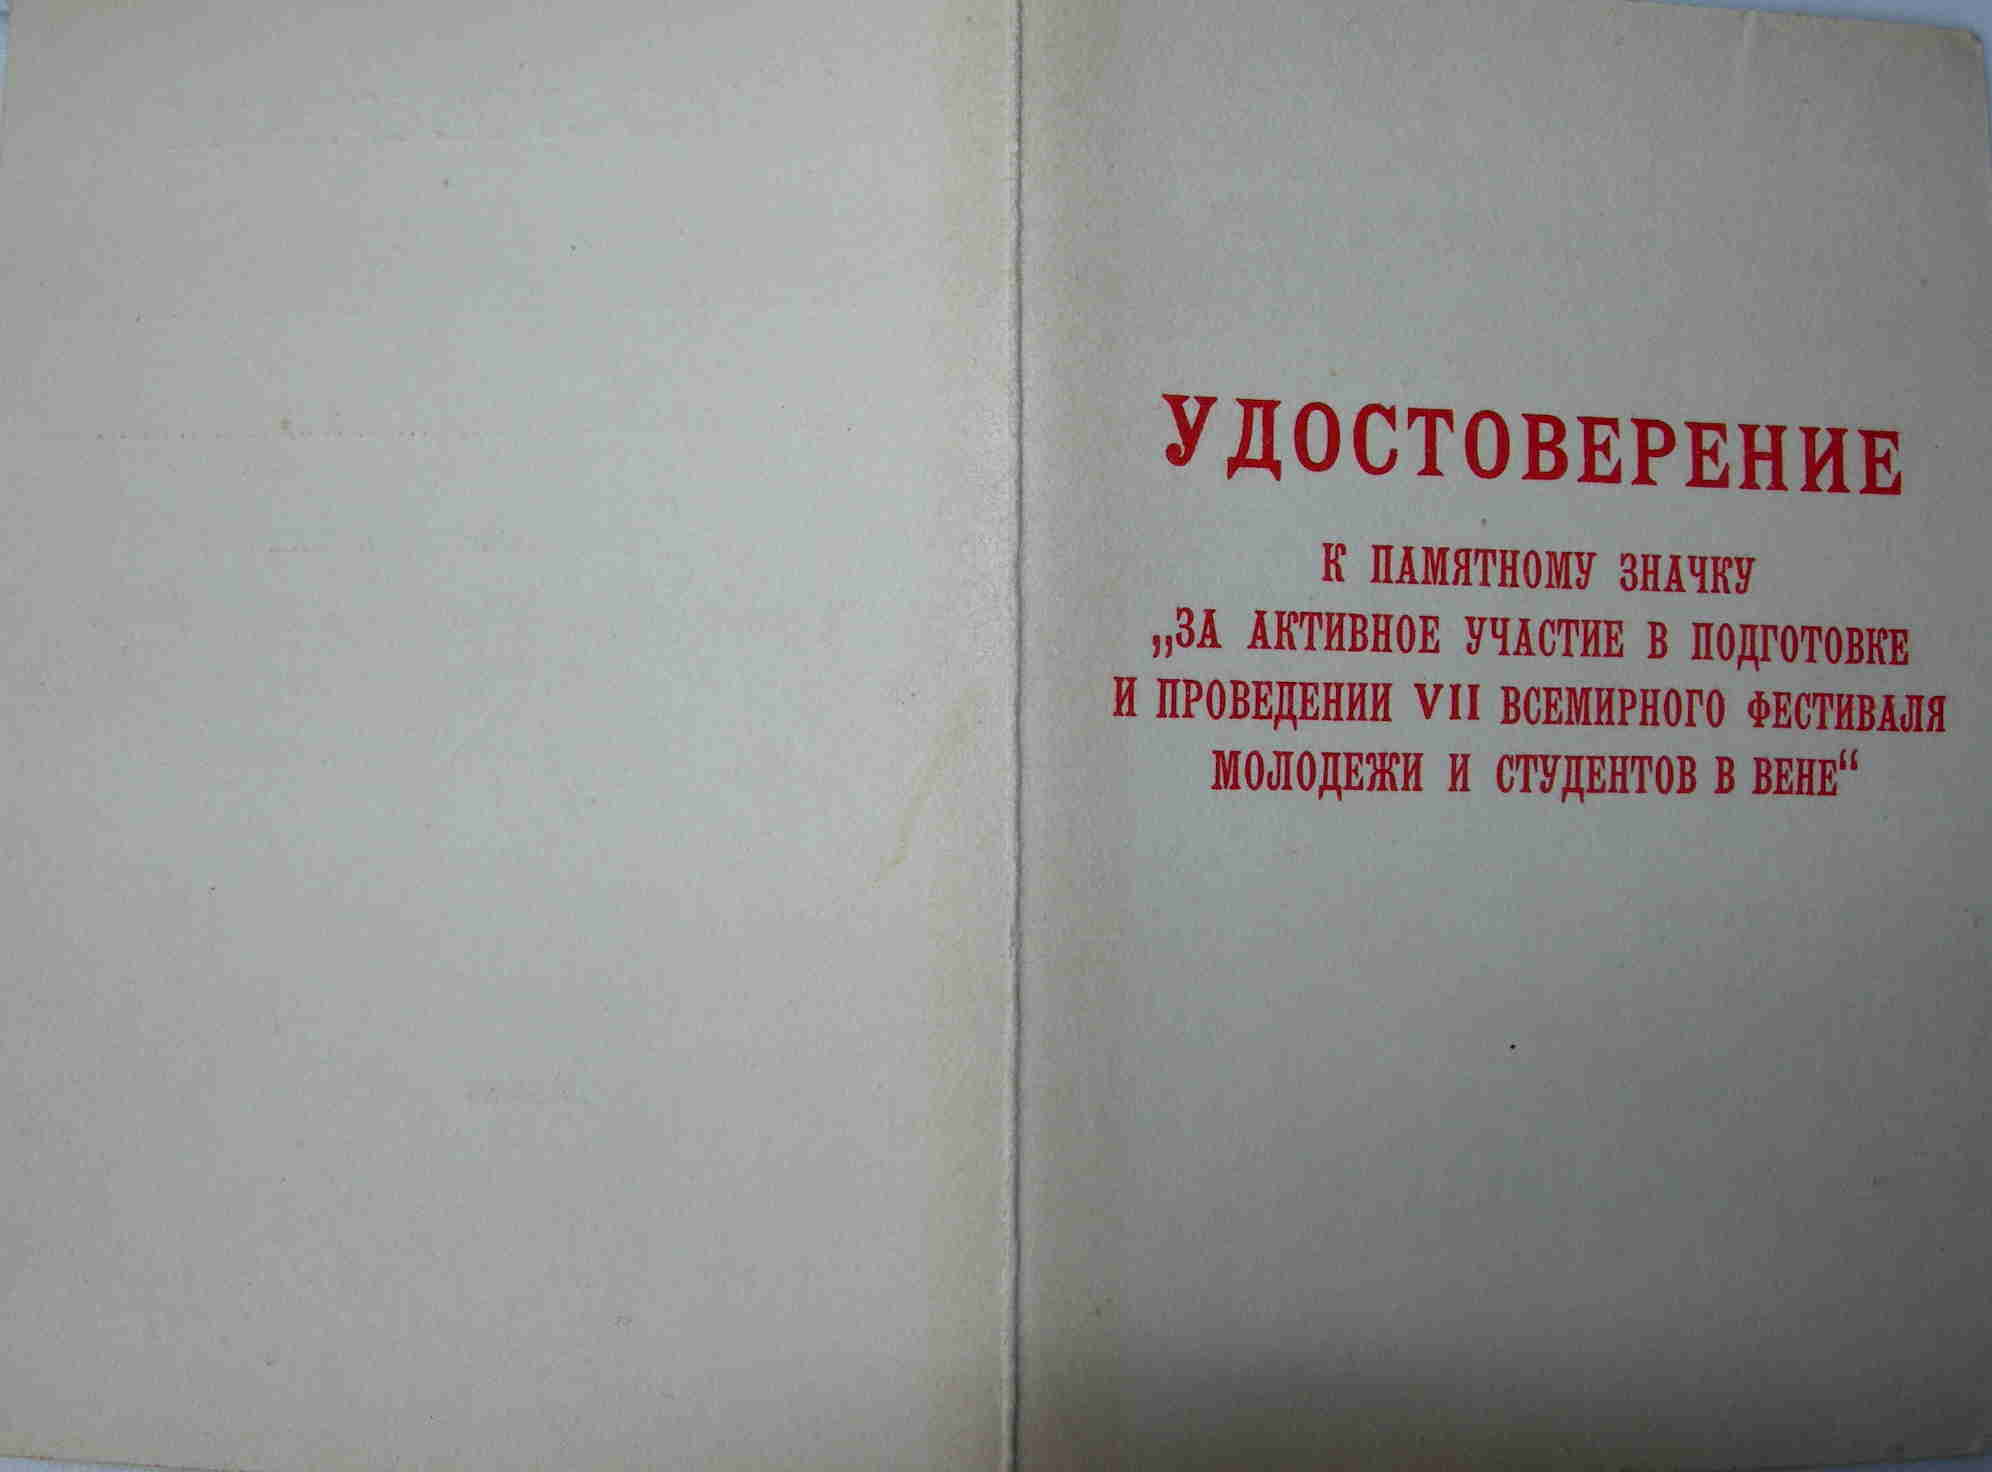 УДОСТОВЕРЕНИЕ
К ПАМЯТНОМУ ЗНАЧКУ
„ЗА АКТИВНОЕ УЧАСТИЕ В ПОДГОТОВКЕ
И ПРОВЕДЕНИИ VII ВСЕМИРНОГО ФЕСТИВАЛЯ
МОЛОДЕЖИ И СТУДЕНТОВ В ВЕНЕ“